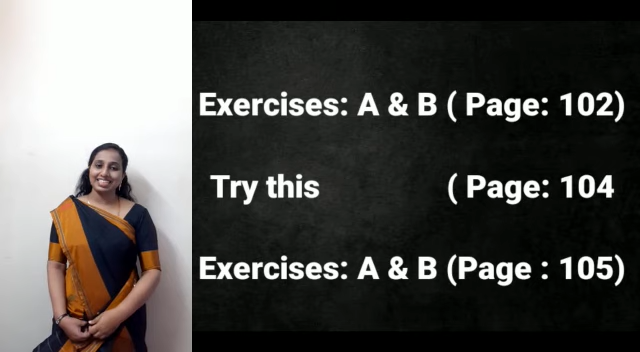 Exercises: A & B ( Page: 102)
Try this ( Page: 104
Exercises: A & B (Page : 105)